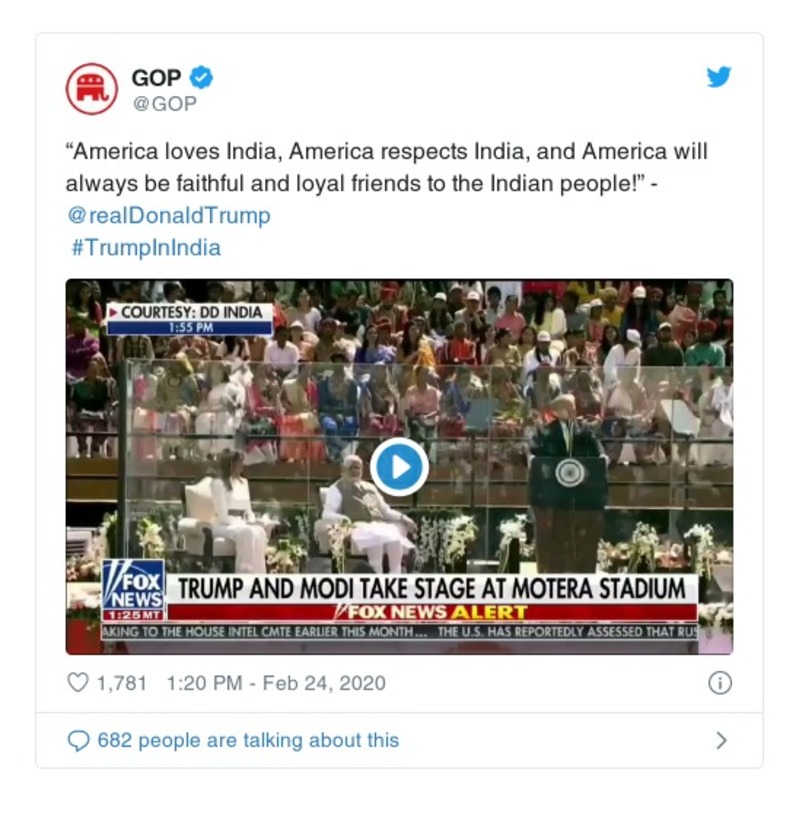 GOP
@GOP
“America loves India, America respects India, and America will
always be faithful and loyal friends to the Indian people!” -
@realDonaldTrump
#TrumpInIndia
COURTESY: DD INDIA
1:55 PM
FOX
NEWS
1:25 MT
TRUMP AND MODI TAKE STAGE AT MOTERA STADIUM
FOX NEWS ALERT
AKING TO THE HOUSE INTEL CMTE EARLIER THIS MONTH... THE U.S. HAS REPORTEDLY ASSESSED THAT RUS
1,781 1:20 PM - Feb 24, 2020
682 people are talking about this